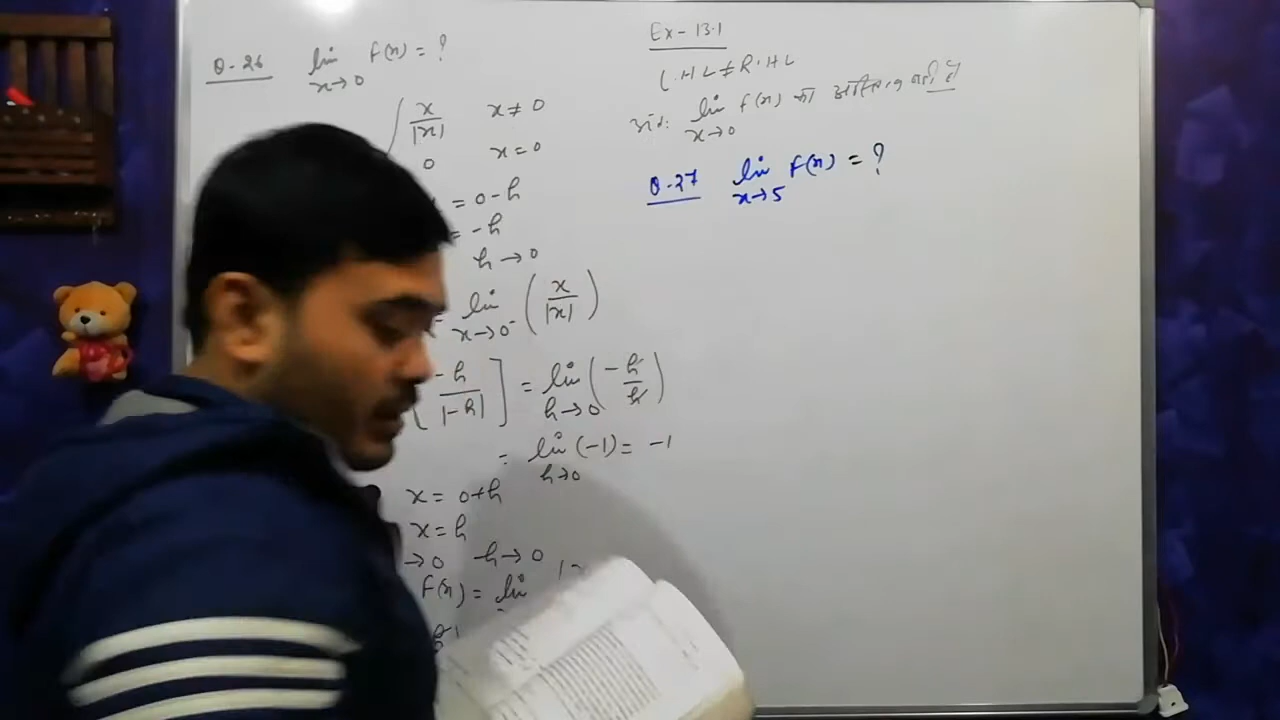 Q-26 lim f(x) = ?
x→0
x/|x| x ≠ 0
0 x = 0
= 0-h
= -h
h → 0
lim (x/|x|)
x→0⁻
-h/|-h| ] = lim (-h/h)
h→0
= lim (-1) = -1
h→0
x = 0+h
x = h
→0 h→0
f(x) = lim
Ex-13.1
L.H.L ≠ R.H.L
अतः lim f(x) का अस्तित्व नहीं है
x→0
Q-27 lim f(x) = ?
x→5